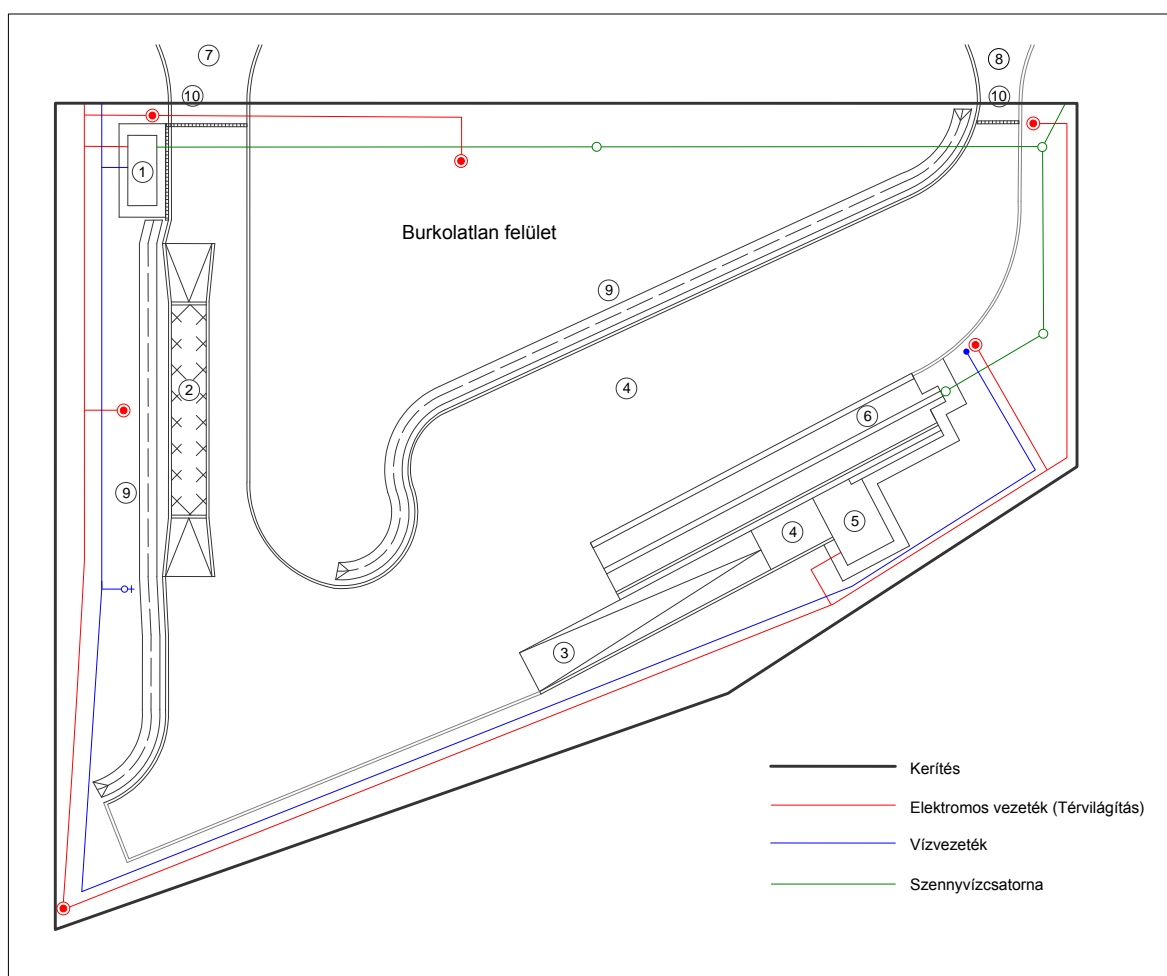 7
8
10
10
1
Burkolatlan felület
9
2
4
6
9
5
4
3
Kerítés
Elektromos vezeték (Térvilágítás)
Vízvezeték
Szennyvízcsatorna